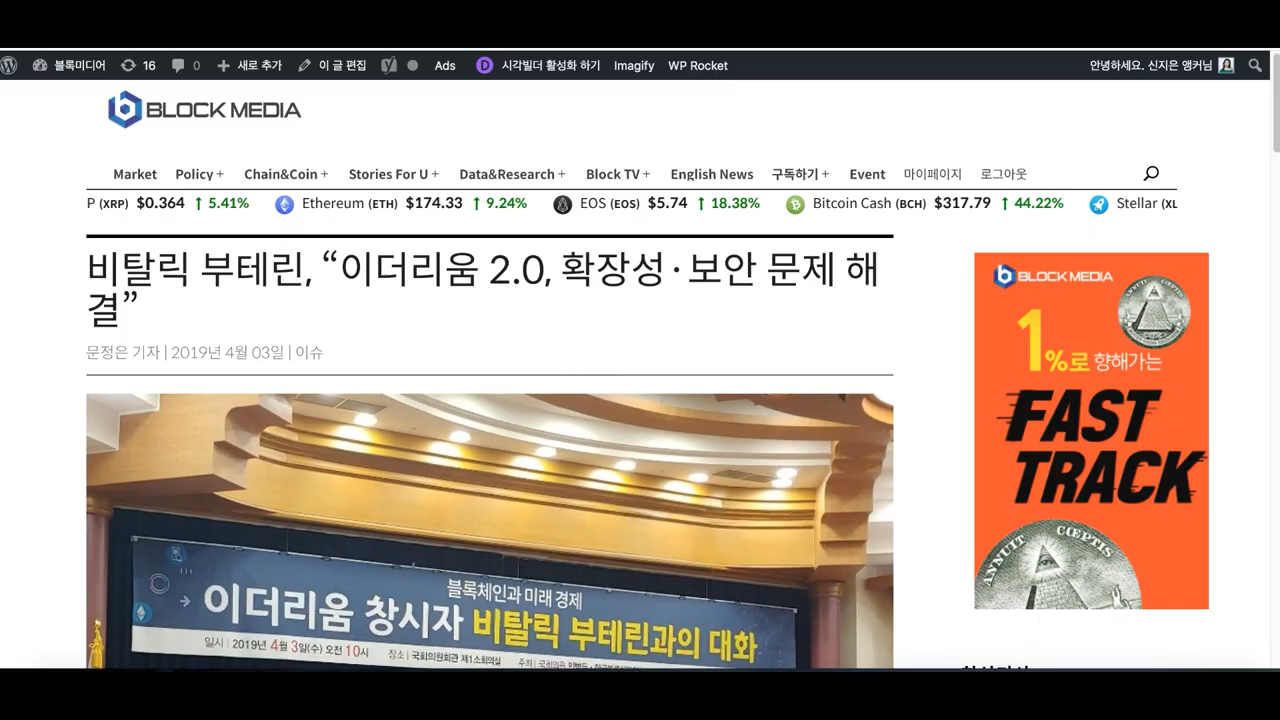 블록미디어 16 0 새로 추가 이 글 편집 Ads D 시각빌더 활성화 하기 Imagify WP Rocket 안녕하세요. 신지은 앵커님
BLOCK MEDIA
Market Policy + Chain&Coin + Stories For U + Data&Research + Block TV + English News 구독하기 + Event 마이페이지 로그아웃
P (XRP) $0.364 ↑ 5.41% Ethereum (ETH) $174.33 ↑ 9.24% EOS (EOS) $5.74 ↑ 18.38% Bitcoin Cash (BCH) $317.79 ↑ 44.22% Stellar (XL
비탈릭 부테린, “이더리움 2.0, 확장성·보안 문제 해
결”
문정은 기자 | 2019년 4월 03일 | 이슈
블록체인과 미래 경제
이더리움 창시자 비탈릭 부테린과의 대화
일시 | 2019년 4월 3일(수) 오전 10시 장소 | 국회의원회관 제1소회의실 주최 | 국회의원
BLOCK MEDIA
1%로 향해가는
FAST
TRACK
ANNUIT CŒPTIS